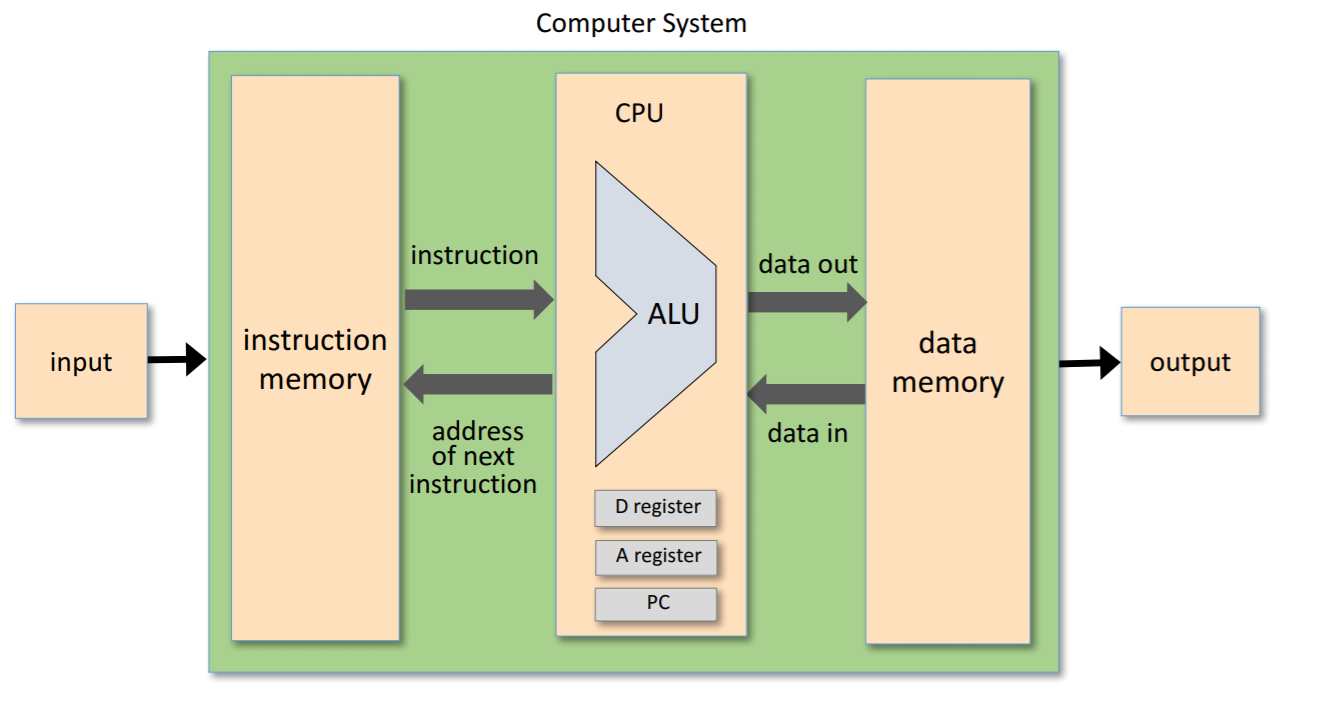 Computer System
input
instruction
memory
instruction
address
of next
instruction
CPU
ALU
D register
A register
PC
data out
data in
data
memory
output